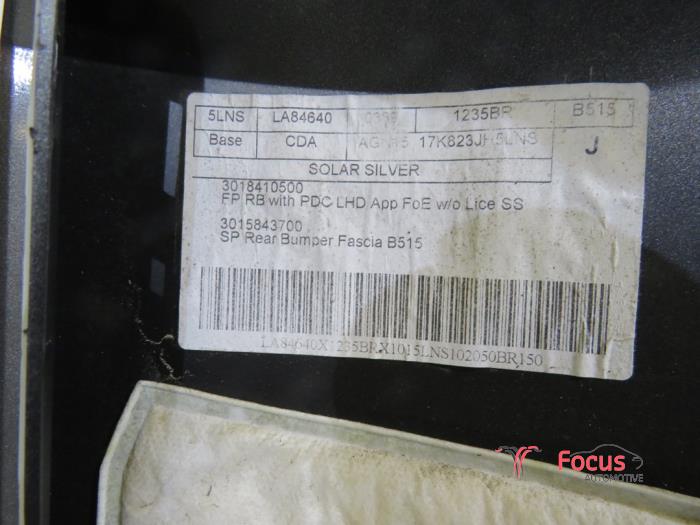 5LNS LA84640 1235BR B515
Base CDA J
SOLAR SILVER
3018410500
FP RB with PDC LHD App FoE w/o Lice SS
3015843700
SP Rear Bumper Fascia B515
LA84640X1235BRX1015LNS102050BR150
Focus
AUTOMOTIVE